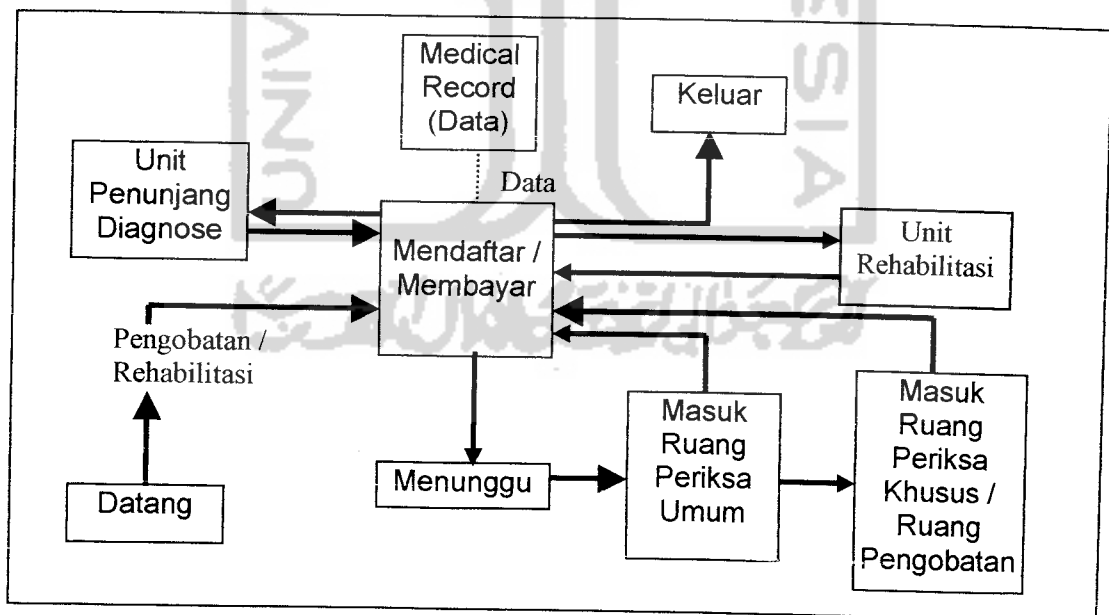 Medical
Record
(Data)
Keluar
Unit
Penunjang
Diagnose
Data
Mendaftar /
Membayar
Unit
Rehabilitasi
Pengobatan /
Rehabilitasi
Datang
Menunggu
Masuk
Ruang
Periksa
Umum
Masuk
Ruang
Periksa
Khusus /
Ruang
Pengobatan